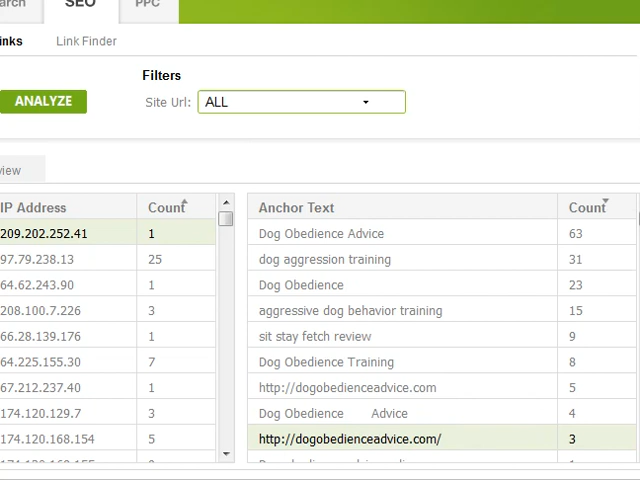 SEO
PPC
Link Finder
Filters
ANALYZE
Site Url: ALL
IP Address Count
209.202.252.41 1
97.79.238.13 25
64.62.243.90 1
208.100.7.226 3
66.28.139.176 1
64.225.155.30 7
67.212.237.40 1
174.120.129.7 3
174.120.168.154 5
Anchor Text Count
Dog Obedience Advice 63
dog aggression training 31
Dog Obedience 23
aggressive dog behavior training 15
sit stay fetch review 9
Dog Obedience Training 8
http://dogobedienceadvice.com 5
Dog Obedience Advice 4
http://dogobedienceadvice.com/ 3